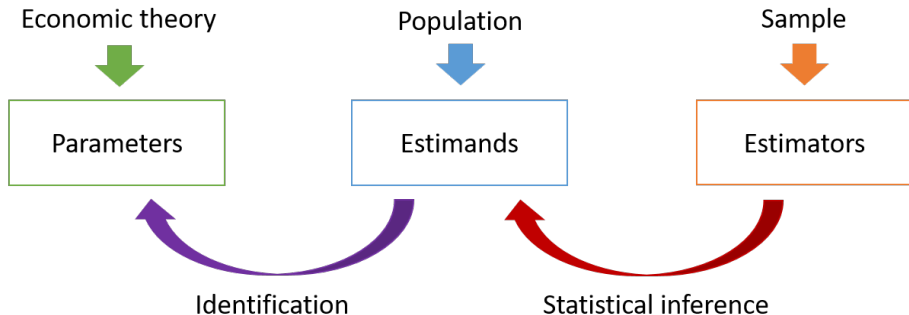 Economic theory
Population
Sample
Parameters
Estimands
Estimators
Identification
Statistical inference